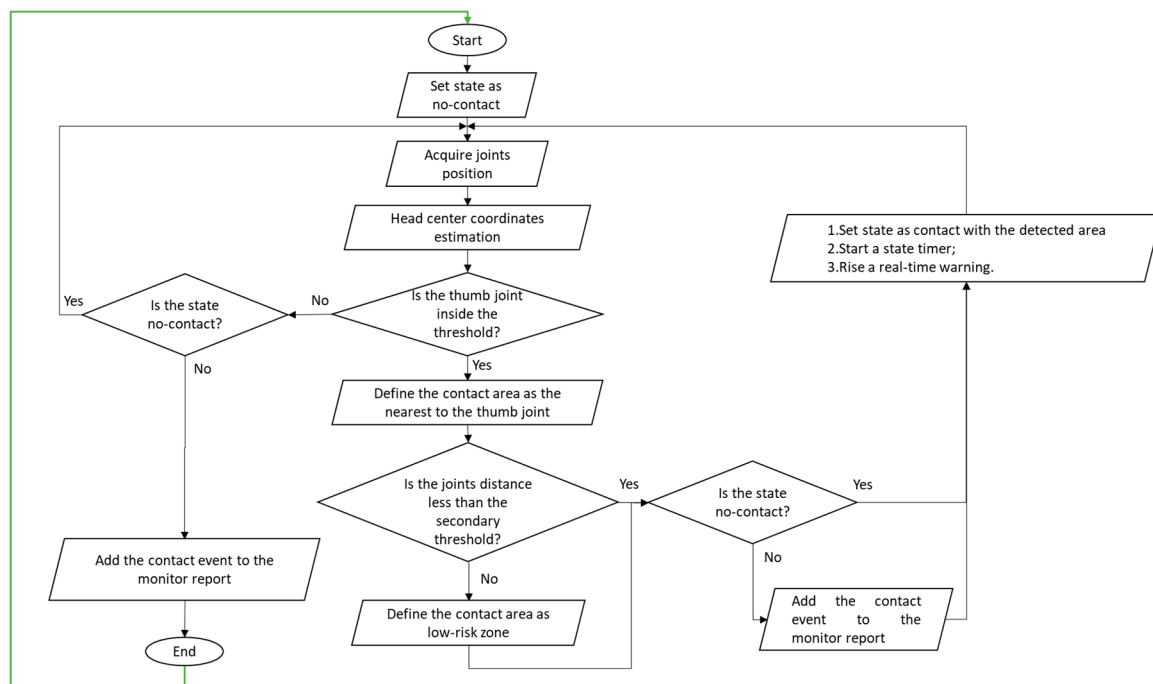 Start
Set state as
no-contact
Acquire joints
position
Head center coordinates
estimation
1.Set state as contact with the detected area
2.Start a state timer;
3.Rise a real-time warning.
Yes
Is the state
no-contact?
No
Is the thumb joint
inside the
threshold?
No
Yes
Define the contact area as the
nearest to the thumb joint
Is the joints distance
less than the
secondary
threshold?
Yes
Is the state
no-contact?
Yes
No
No
Add the contact event to the
monitor report
Define the contact area as
low-risk zone
Add the contact
event to the
monitor report
End